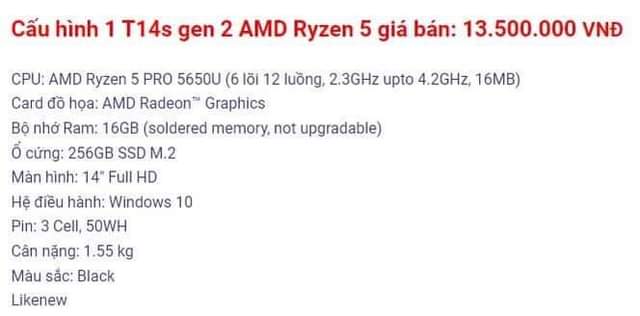 Cấu hình 1 T14s gen 2 AMD Ryzen 5 giá bán: 13.500.000 VNĐ
CPU: AMD Ryzen 5 PRO 5650U (6 lõi 12 luồng, 2.3GHz upto 4.2GHz, 16MB)
Card đồ họa: AMD Radeon™ Graphics
Bộ nhớ Ram: 16GB (soldered memory, not upgradable)
Ổ cứng: 256GB SSD M.2
Màn hình: 14" Full HD
Hệ điều hành: Windows 10
Pin: 3 Cell, 50WH
Cân nặng: 1.55 kg
Màu sắc: Black
Likenew